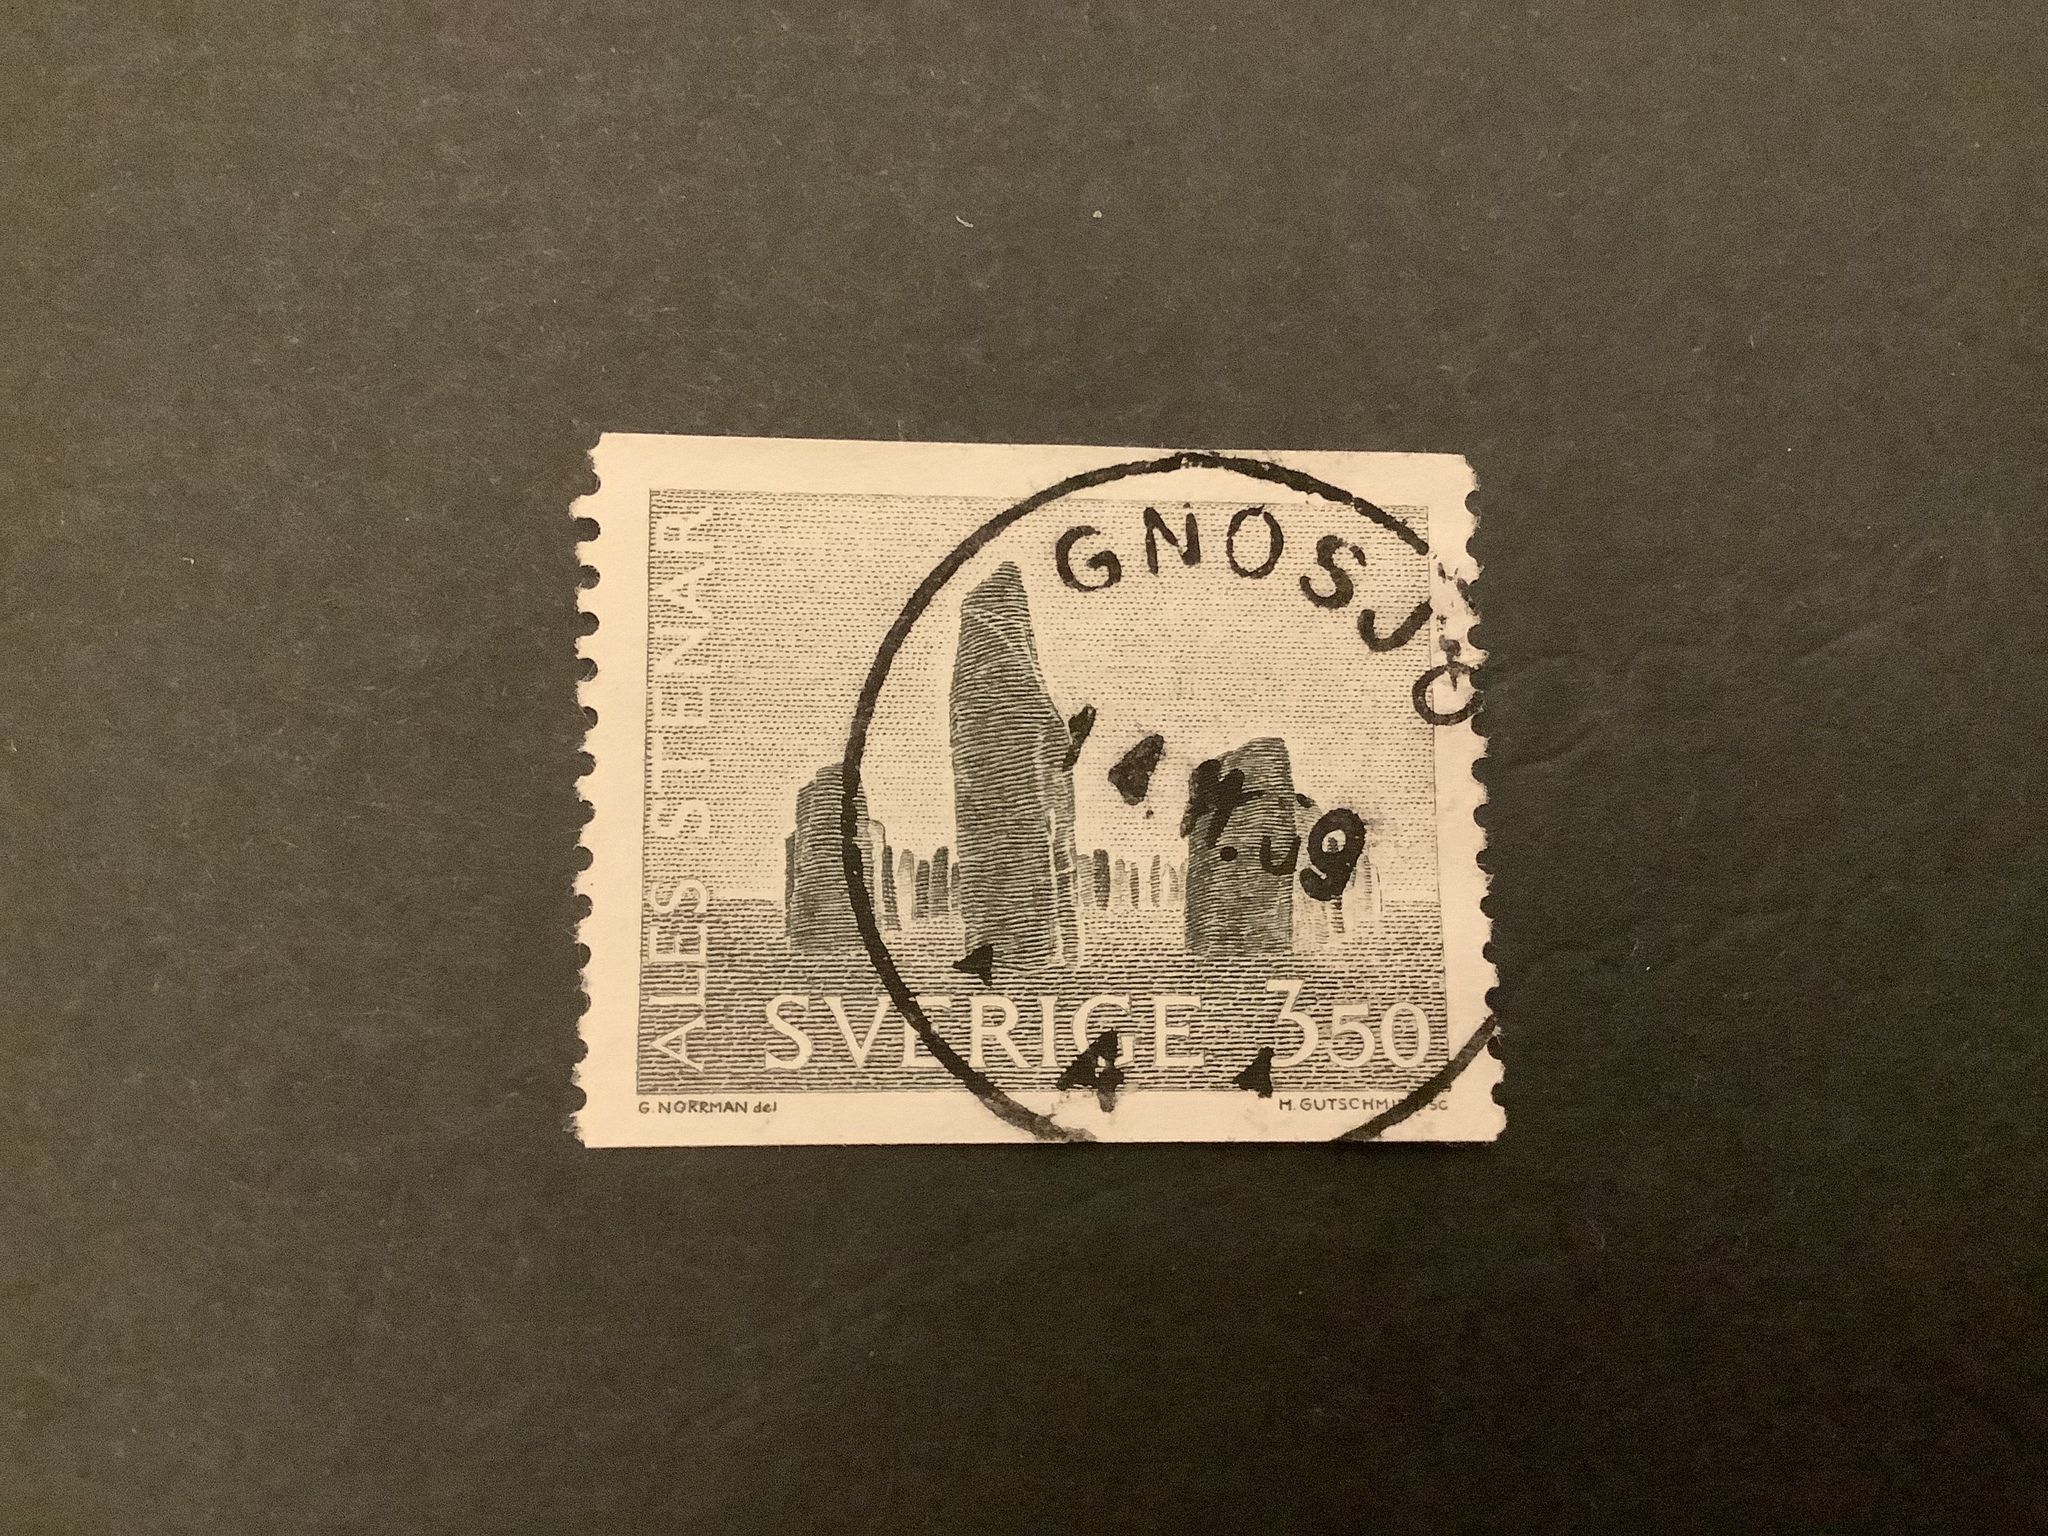 ALES STENAR
GNOSJÖ
SVERIGE 350
G. NORRMAN del
H. GUTSCHMIDT SC